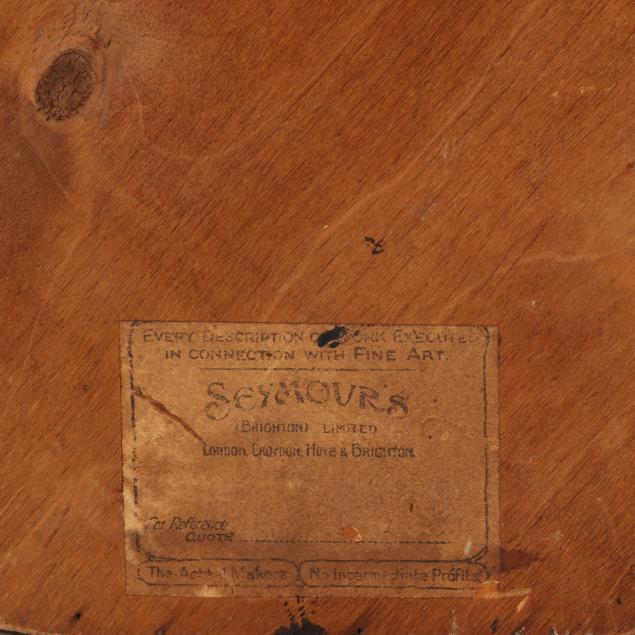 EVERY DESCRIPTION OF WORK EXECUTED
IN CONNECTION WITH FINE ART.
SEYMOUR'S
(BRIGHTON) LIMITED
LONDON, CROYDON, HOVE & BRIGHTON.
For Reference
QUOTE
The Actual Makers
No Intermediate Profits